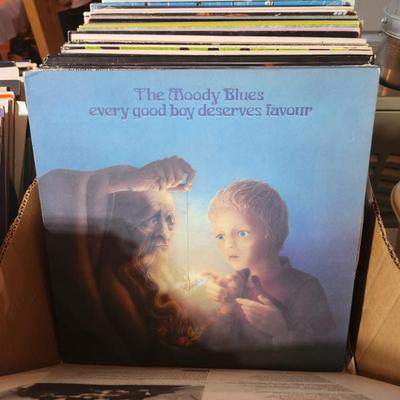 The Moody Blues
every good boy deserves favour